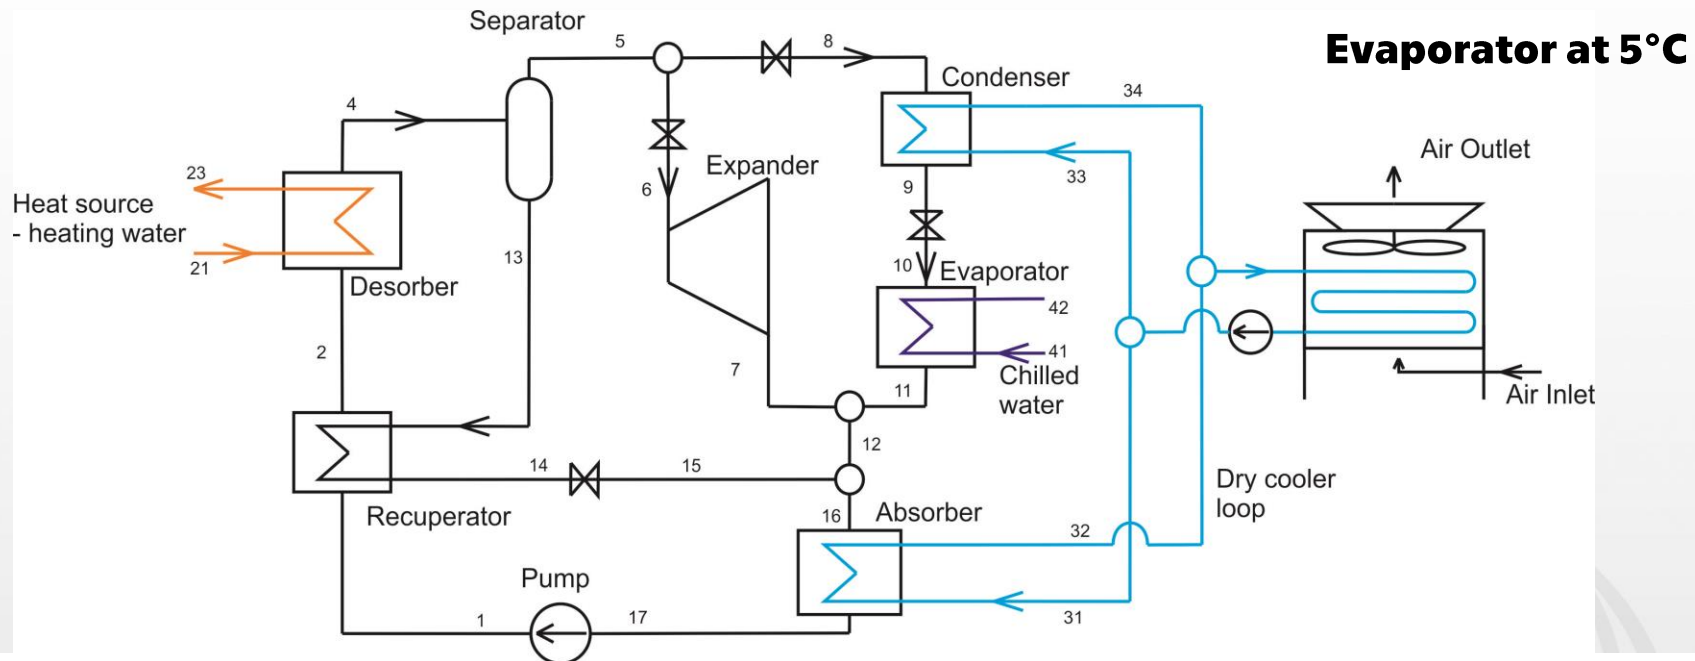 Separator
Evaporator at 5°C
5
8
Condenser
34
4
Air Outlet
Expander
23
33
6
9
Heat source
- heating water
21
13
10
Evaporator
Desorber
42
2
41
7
Chilled
water
11
Air Inlet
12
14
15
Dry cooler
loop
Recuperator
16
Absorber
32
Pump
1
17
31